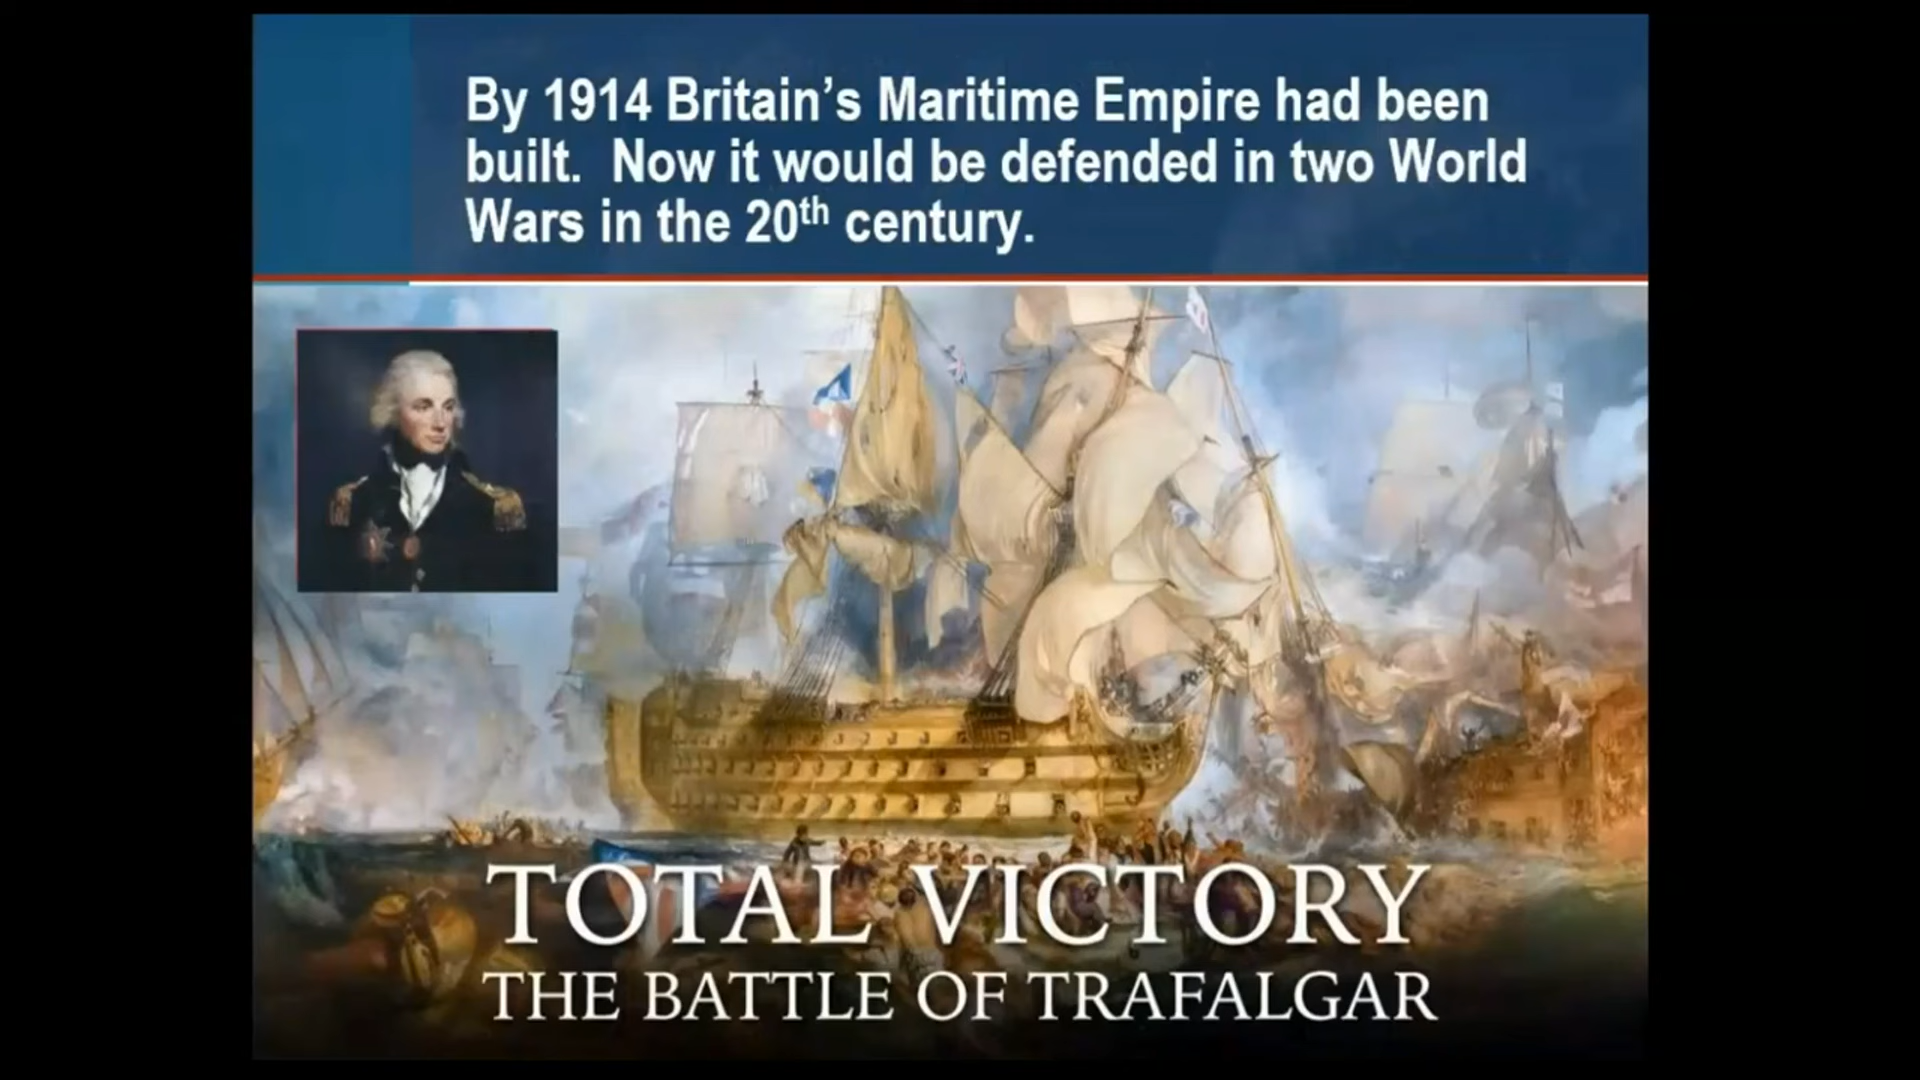 By 1914 Britain’s Maritime Empire had been
built.  Now it would be defended in two World
Wars in the 20th century.
TOTAL VICTORY
THE BATTLE OF TRAFALGAR